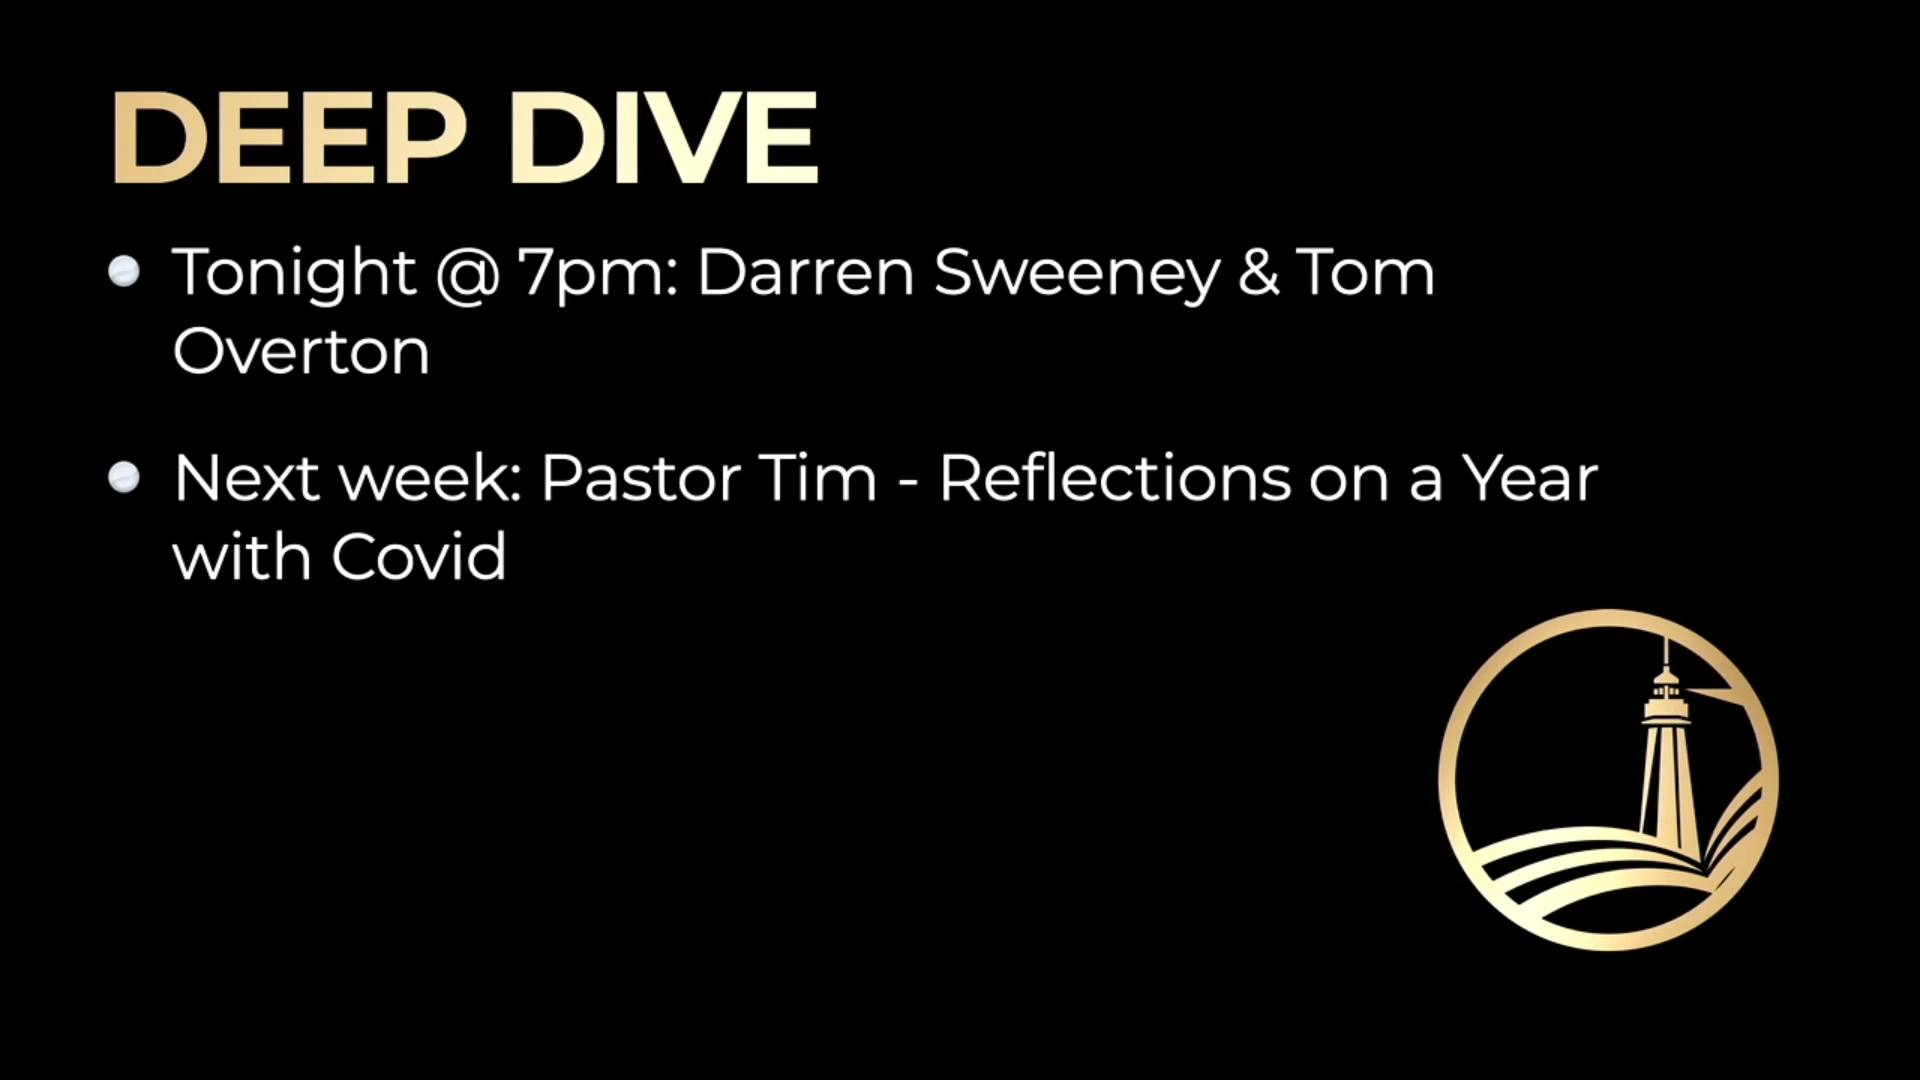 DEEP DIVE
Tonight @ 7pm: Darren Sweeney & Tom
Overton
Next week: Pastor Tim - Reflections on a Year
with Covid